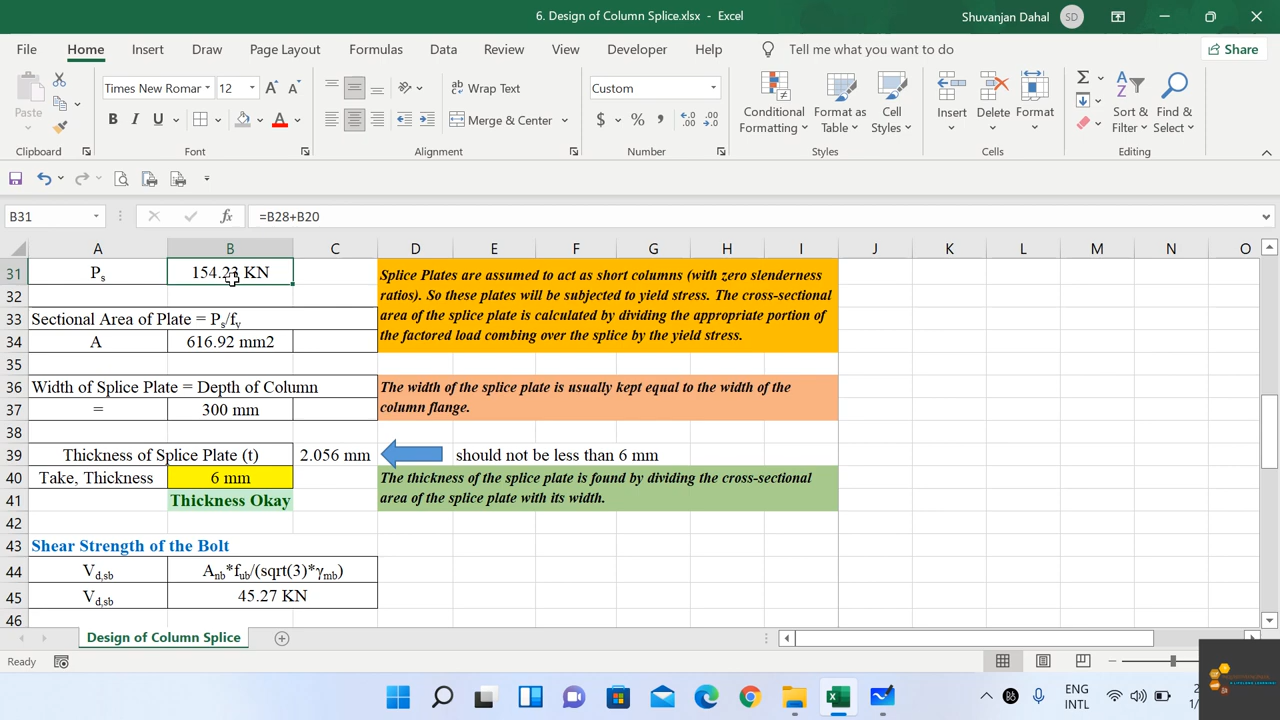 6. Design of Column Splice.xlsx - Excel
Shuvanjan Dahal
SD
File Home Insert Draw Page Layout Formulas Data Review View Developer Help Tell me what you want to do Share
Paste
Times New Romar 12
Wrap Text
Custom
B I U A
Merge & Center
$ % ,
Conditional Formatting
Format as Table
Cell Styles
Insert
Delete
Format
Sort & Filter
Find & Select
Clipboard Font Alignment Number Styles Cells Editing
B31 fx =B28+B20
A B C D E F G H I J K L M N O
31 Ps 154.23 KN
Splice Plates are assumed to act as short columns (with zero slenderness
ratios). So these plates will be subjected to yield stress. The cross-sectional
area of the splice plate is calculated by dividing the appropriate portion of
the factored load combing over the splice by the yield stress.
32
33 Sectional Area of Plate = Ps/fy
34 A 616.92 mm2
35
36 Width of Splice Plate = Depth of Column
The width of the splice plate is usually kept equal to the width of the
column flange.
37 = 300 mm
38
39 Thickness of Splice Plate (t) 2.056 mm should not be less than 6 mm
40 Take, Thickness 6 mm
The thickness of the splice plate is found by dividing the cross-sectional
area of the splice plate with its width.
41 Thickness Okay
42
43 Shear Strength of the Bolt
44 Vd,sb Anb*fub/(sqrt(3)*γmb)
45 Vd,sb 45.27 KN
46
Design of Column Splice
Ready
ENG
INTL